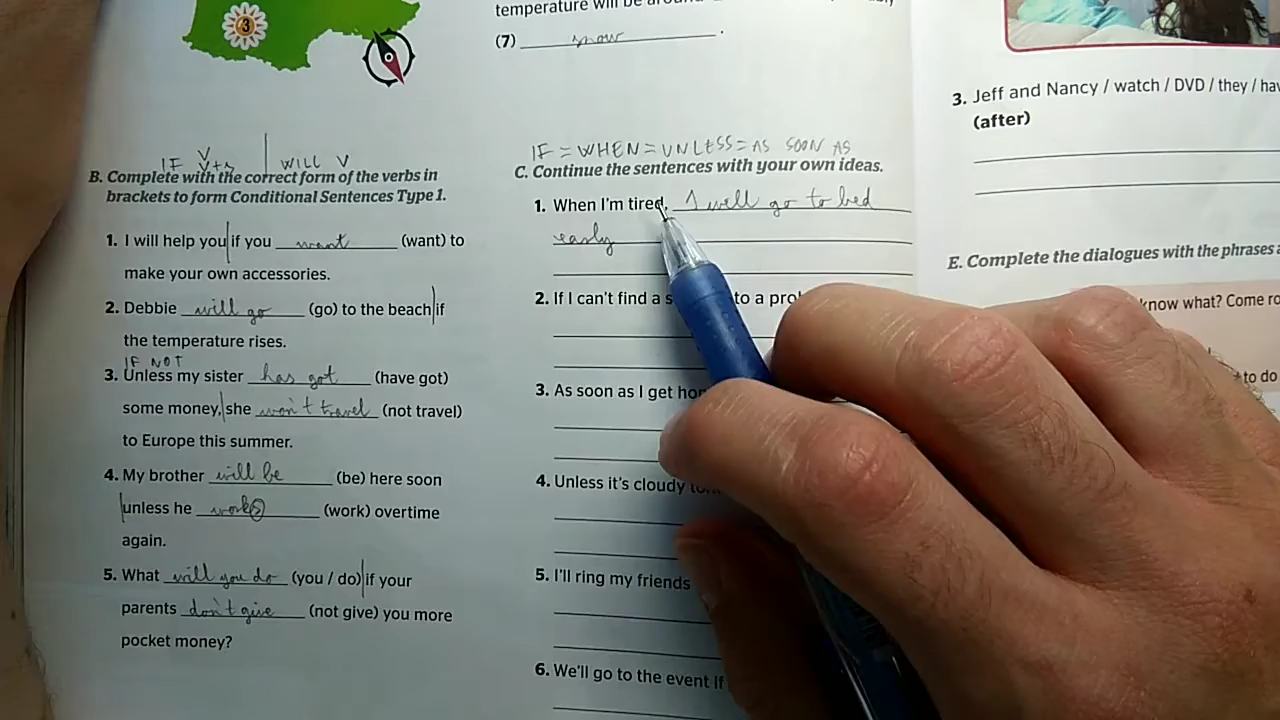 3
temperature will be
(7) snow .
3. Jeff and Nancy / watch / DVD / they /
(after)
IF V V+s | WILL V
B. Complete with the correct form of the verbs in
brackets to form Conditional Sentences Type 1.
1. I will help you if you want (want) to
make your own accessories.
2. Debbie will go (go) to the beach if
the temperature rises.
IF NOT
3. Unless my sister has got (have got)
some money, she won't travel (not travel)
to Europe this summer.
4. My brother will be (be) here soon
unless he works (work) overtime
again.
5. What will you do (you / do) if your
parents don't give (not give) you more
pocket money?
IF = WHEN = UNLESS = AS SOON AS
C. Continue the sentences with your own ideas.
1. When I'm tired, I will go to bed
early
2. If I can't find a to a
3. As soon as I get
4. Unless it's cloudy
5. I'll ring my friends
6. We'll go to the event if
E. Complete the dialogues with the phrases
know what? Come
to do